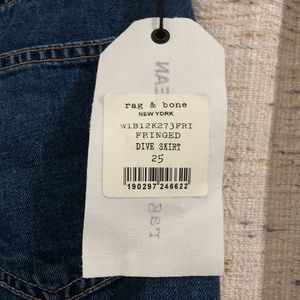 rag & bone
NEW YORK
W1B12K273FRI
FRINGED
DIVE SKIRT
25
190297 246622